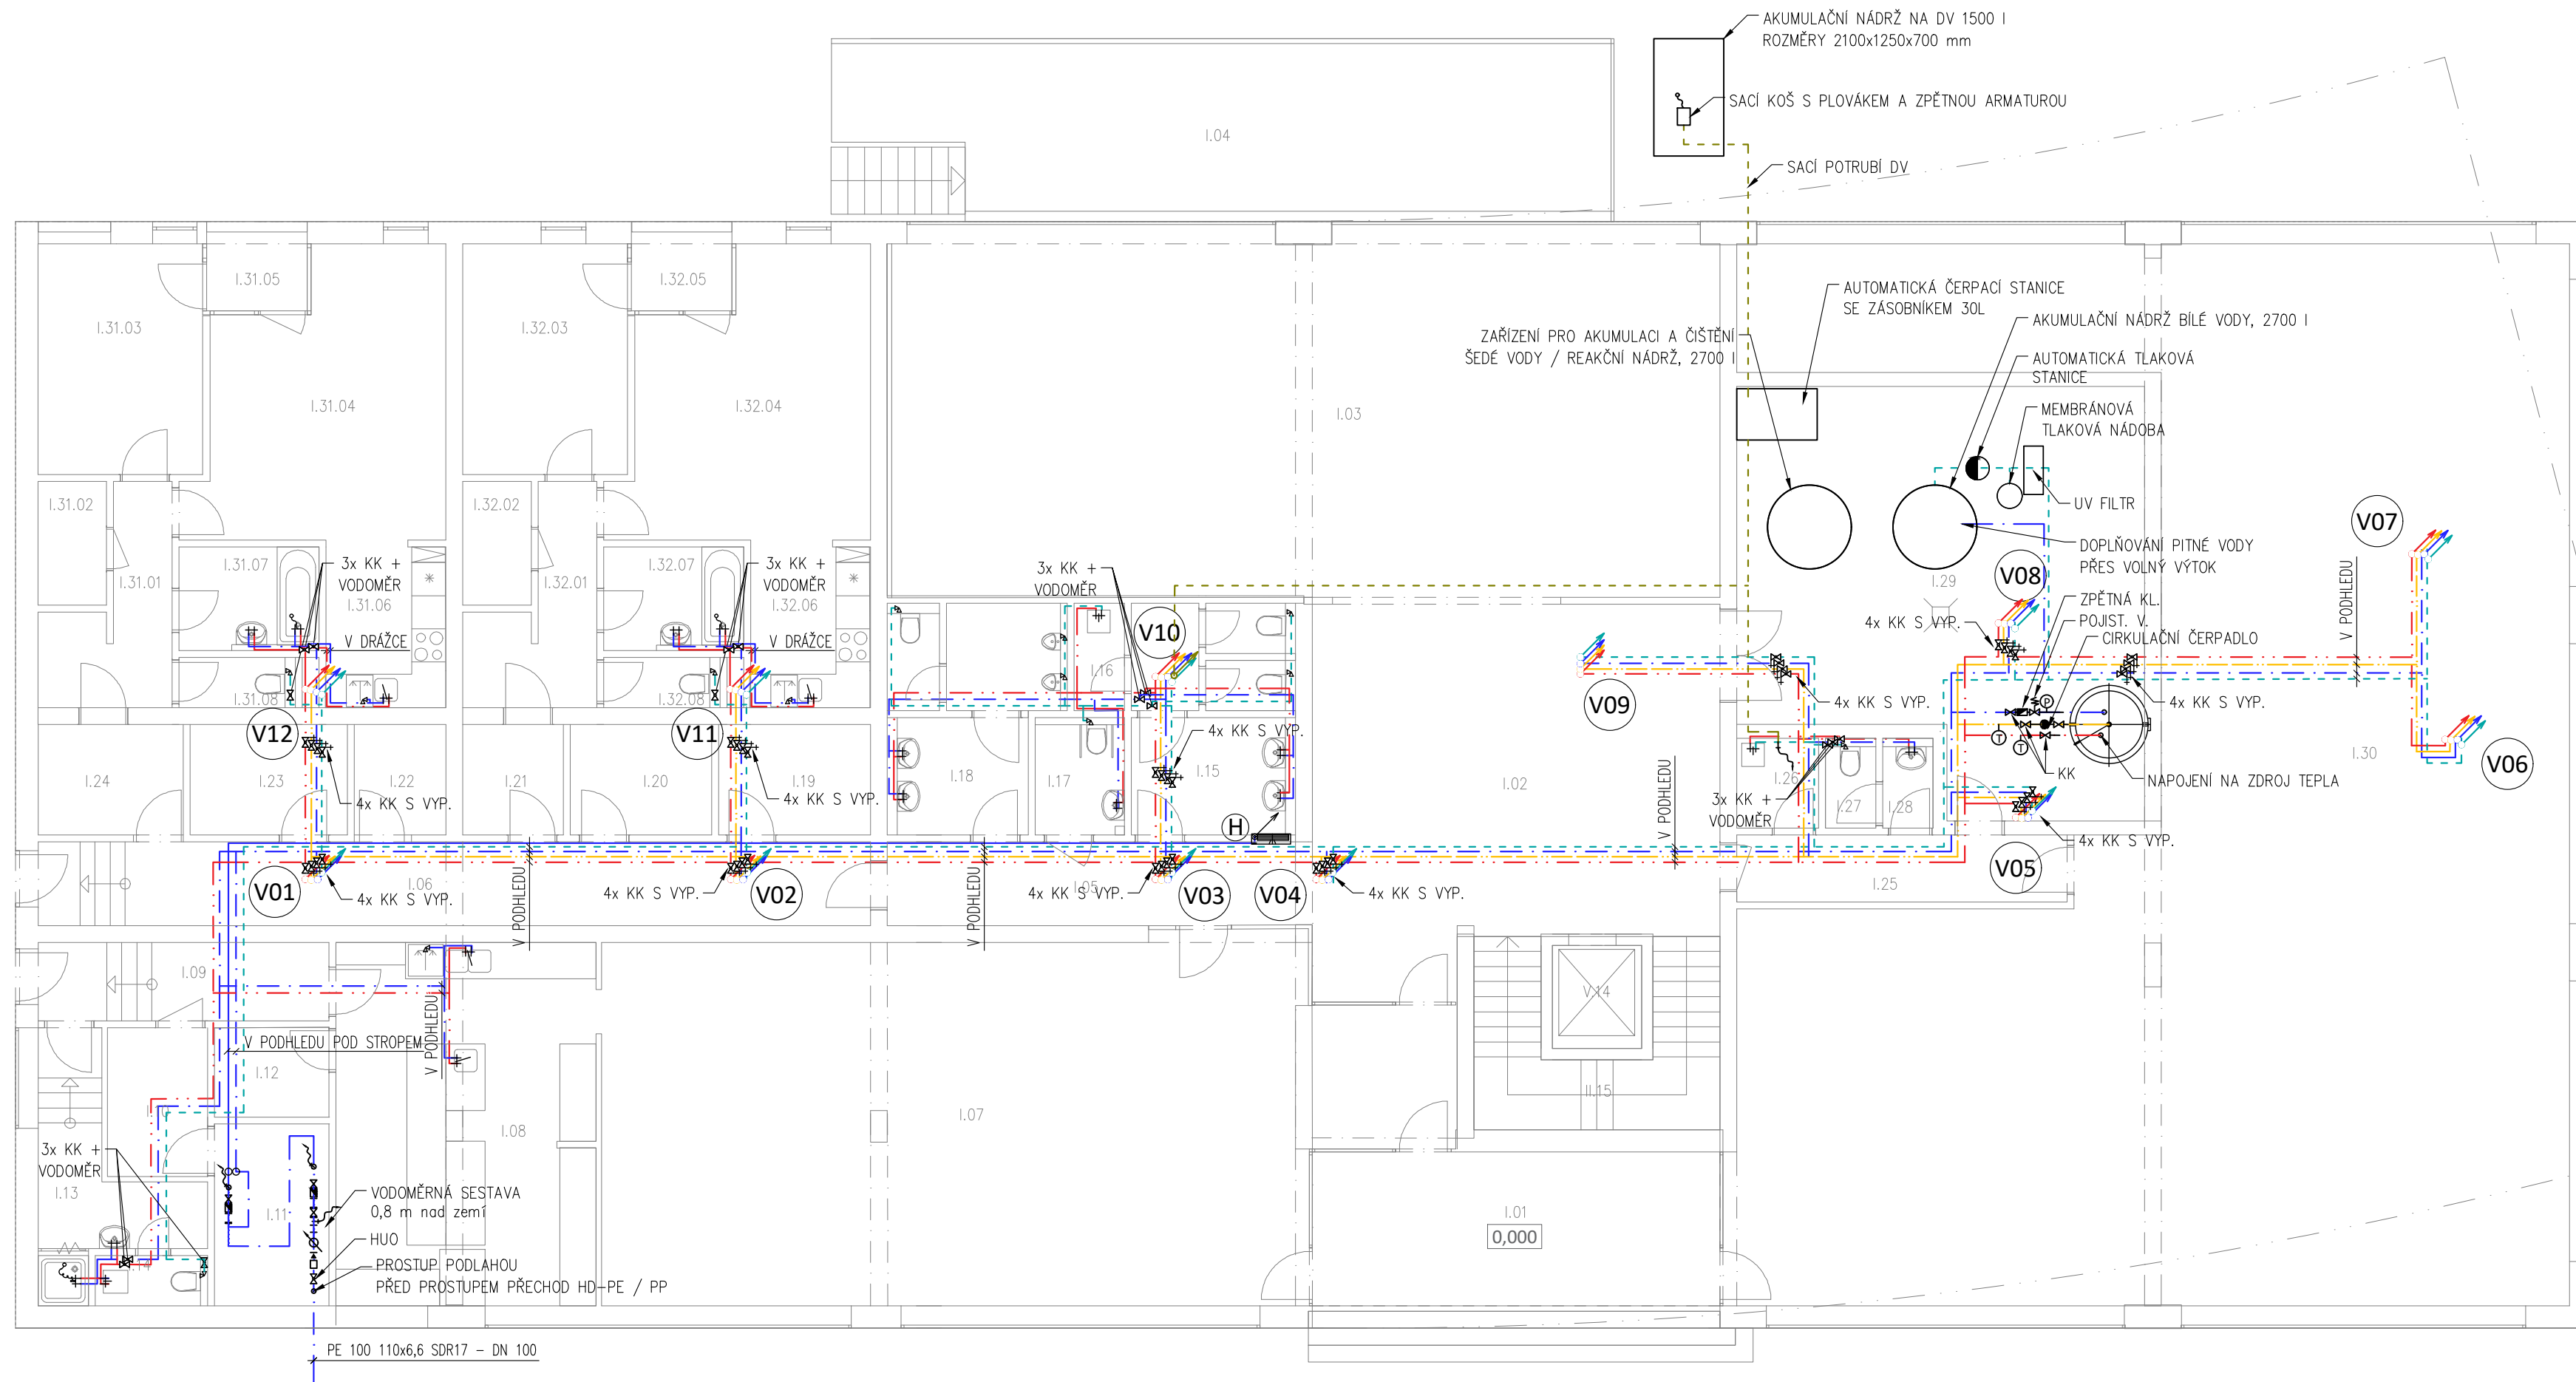 AKUMULAČNÍ NÁDRŽ NA DV 1500 l
ROZMĚRY 2100x1250x700 mm
SACÍ KOŠ S PLOVÁKEM A ZPĚTNOU ARMATUROU
I.04
SACÍ POTRUBÍ DV
I.31.05
I.32.05
I.31.03
I.32.03
AUTOMATICKÁ ČERPACÍ STANICE
SE ZÁSOBNÍKEM 30L
ZAŘÍZENÍ PRO AKUMULACI A ČIŠTĚNÍ
ŠEDÉ VODY / REAKČNÍ NÁDRŽ, 2700 l
AKUMULAČNÍ NÁDRŽ BÍLÉ VODY, 2700 l
AUTOMATICKÁ TLAKOVÁ
STANICE
MEMBRÁNOVÁ
TLAKOVÁ NÁDOBA
I.31.04
I.32.04
I.03
UV FILTR
I.31.02
I.32.02
V07
DOPLŇOVÁNÍ PITNÉ VODY
PŘES VOLNÝ VÝTOK
I.31.07
3x KK +
VODOMĚR
I.32.07
3x KK +
VODOMĚR
3x KK +
VODOMĚR
I.31.01
I.31.06
I.32.01
I.32.06
V08
I.29
V PODHLEDU
ZPĚTNÁ KL.
POJIST. V.
CIRKULAČNÍ ČERPADLO
4x KK S VYP.
V DRÁŽCE
V DRÁŽCE
V10
I.16
I.31.08
I.32.08
V09
4x KK S VYP.
P
4x KK S VYP.
V12
V11
4x KK S VYP.
T
T
KK
NAPOJENÍ NA ZDROJ TEPLA
I.30
V06
I.24
I.23
I.22
I.21
I.20
I.19
I.18
I.17
I.15
I.02
I.26
I.27
I.28
4x KK S VYP.
4x KK S VYP.
V PODHLEDU
3x KK +
VODOMĚR
H
4x KK S VYP.
V01
I.06
4x KK S VYP.
4x KK S VYP.
V02
V PODHLEDU
V PODHLEDU
I.05
4x KK S VYP.
V03
V04
4x KK S VYP.
V05
I.25
I.09
V PODHLEDU
V.14
V PODHLEDU POD STROPEM
I.12
II.15
I.07
I.08
3x KK +
VODOMĚR
I.13
VODOMĚRNÁ SESTAVA
0,8 m nad zemí
I.11
HUO
PROSTUP PODLAHOU
PŘED PROSTUPEM PŘECHOD HD-PE / PP
I.01
0,000
PE 100 110x6,6 SDR17 – DN 100